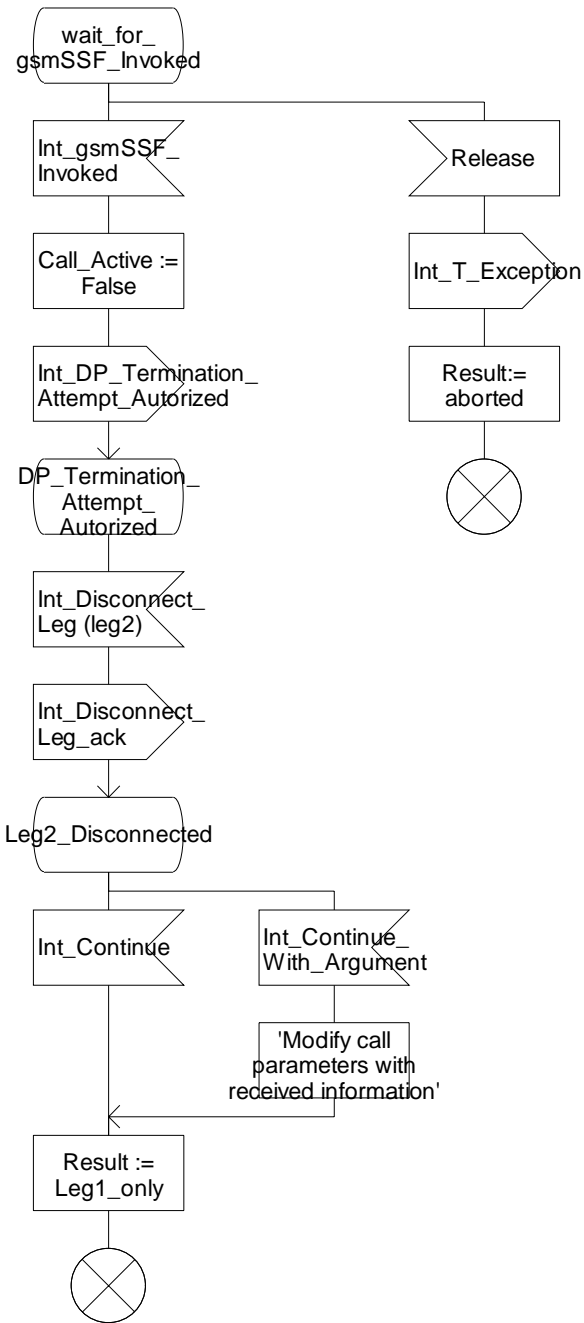 wait_for_
gsmSSF_Invoked
Int_gsmSSF_
Invoked
Release
Call_Active :=
False
Int_T_Exception
Int_DP_Termination_
Attempt_Autorized
Result:=
aborted
DP_Termination_
Attempt_
Autorized
Int_Disconnect_
Leg (leg2)
Int_Disconnect_
Leg_ack
Leg2_Disconnected
Int_Continue
Int_Continue_
With_Argument
'Modify call
parameters with
received information'
Result :=
Leg1_only